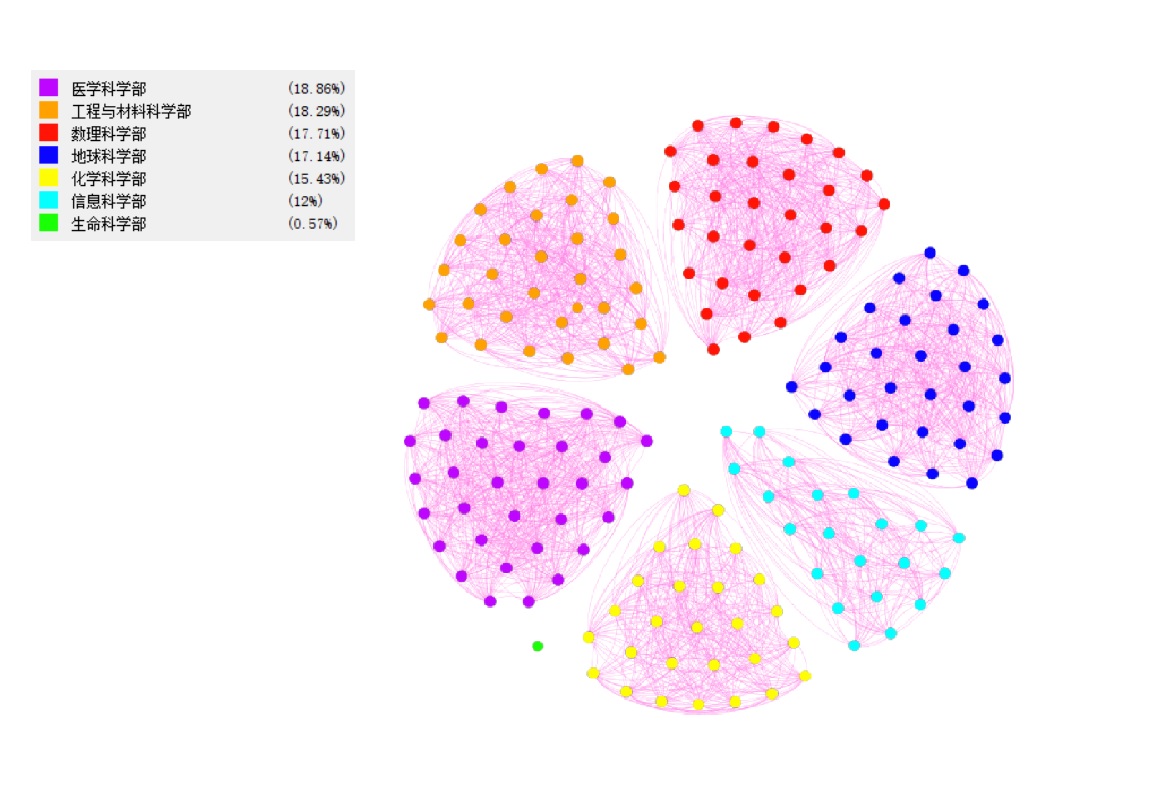 医学科学部 (18.86%)
工程与材料科学部 (18.29%)
数理科学部 (17.71%)
地球科学部 (17.14%)
化学科学部 (15.43%)
信息科学部 (12%)
生命科学部 (0.57%)